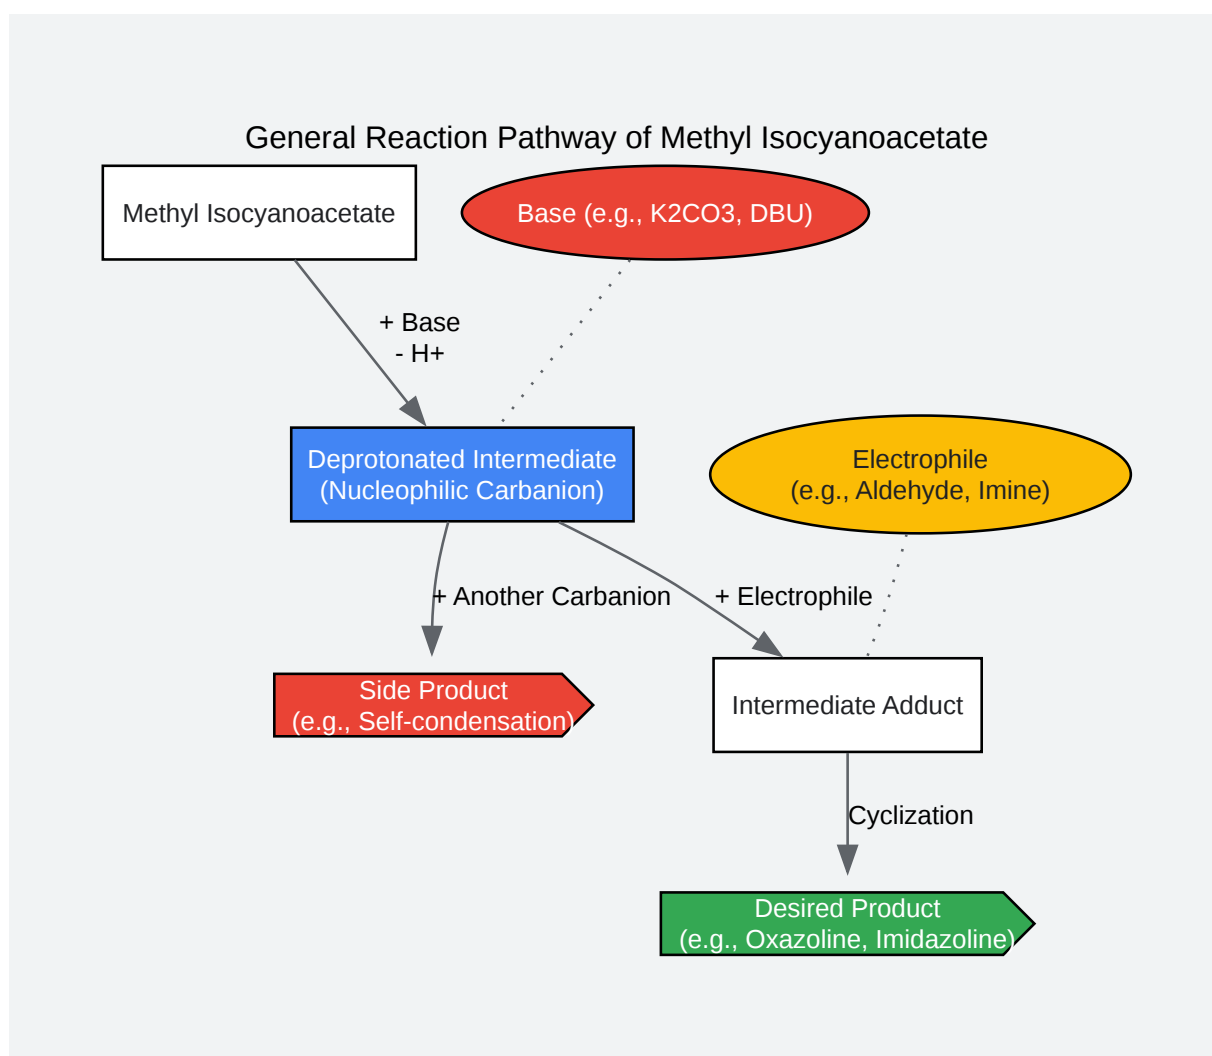 General Reaction Pathway of Methyl Isocyanoacetate
Methyl Isocyanoacetate
Base (e.g., K2CO3, DBU)
+ Base
- H+
Deprotonated Intermediate
(Nucleophilic Carbanion)
Electrophile
(e.g., Aldehyde, Imine)
+ Another Carbanion
+ Electrophile
Side Product
(e.g., Self-condensation)
Intermediate Adduct
Cyclization
Desired Product
(e.g., Oxazoline, Imidazoline)